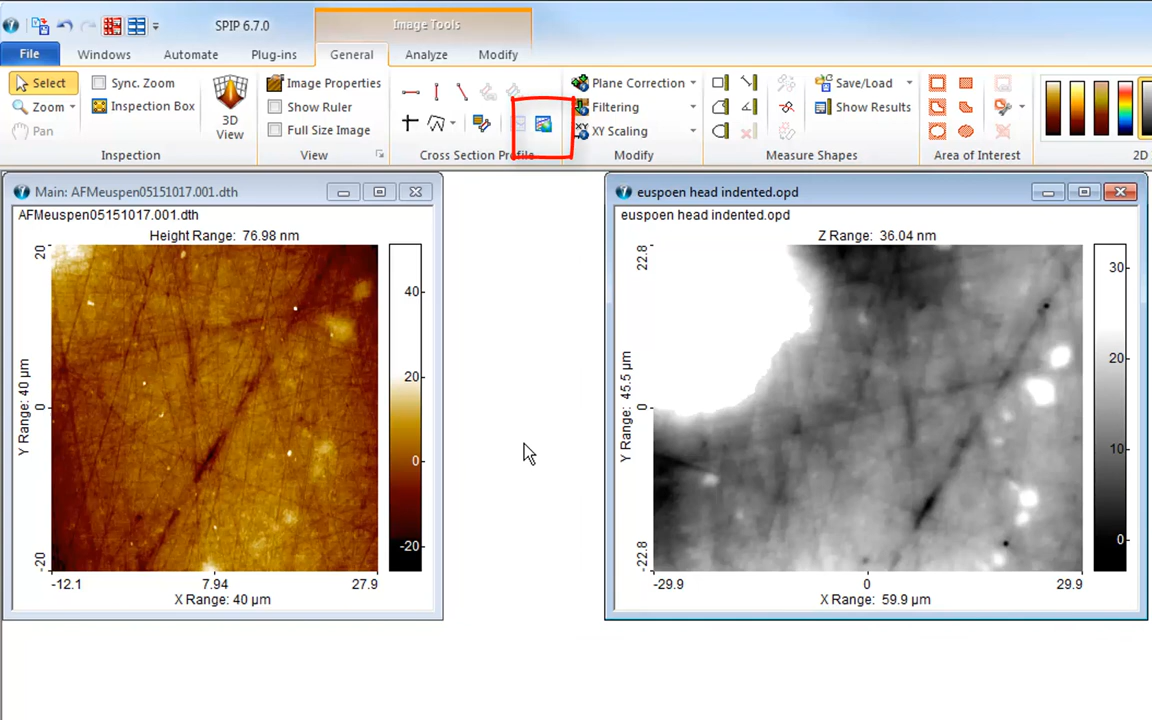 SPIP 6.7.0
Image Tools
File Windows Automate Plug-ins General Analyze Modify
Select Sync. Zoom Image Properties Plane Correction Save/Load
Zoom Inspection Box Show Ruler Filtering Show Results
Pan 3D View Full Size Image XY Scaling
Inspection View Cross Section Profile Modify Measure Shapes Area of Interest 2D
Main: AFMeuspen05151017.001.dth
AFMeuspen05151017.001.dth
Height Range: 76.98 nm
20
0
-20
Y Range: 40 µm
40
20
0
-20
-12.1 7.94 27.9
X Range: 40 µm
euspoen head indented.opd
euspoen head indented.opd
Z Range: 36.04 nm
22.8
0
-22.8
Y Range: 45.5 µm
30
20
10
0
-29.9 0 29.9
X Range: 59.9 µm